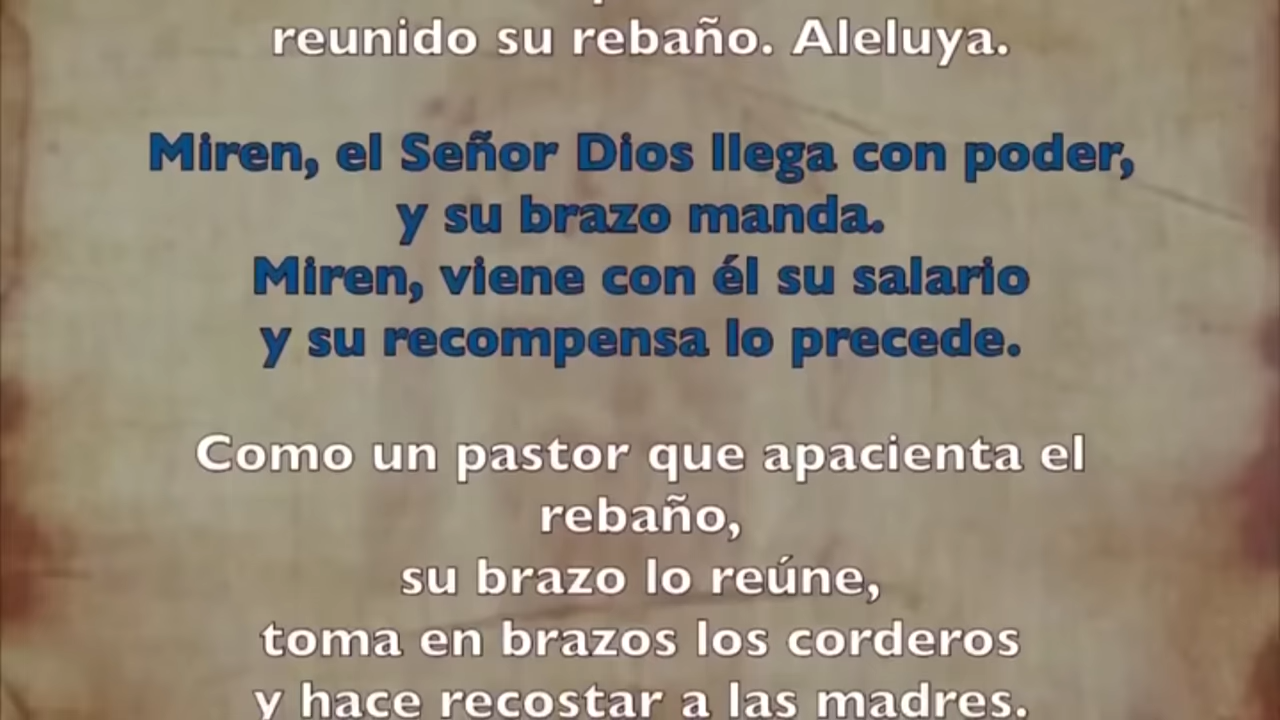 reunido su rebaño. Aleluya.
Miren, el Señor Dios llega con poder,
y su brazo manda.
Miren, viene con él su salario
y su recompensa lo precede.
Como un pastor que apacienta el
rebaño,
su brazo lo reúne,
toma en brazos los corderos
y hace recostar a las madres.